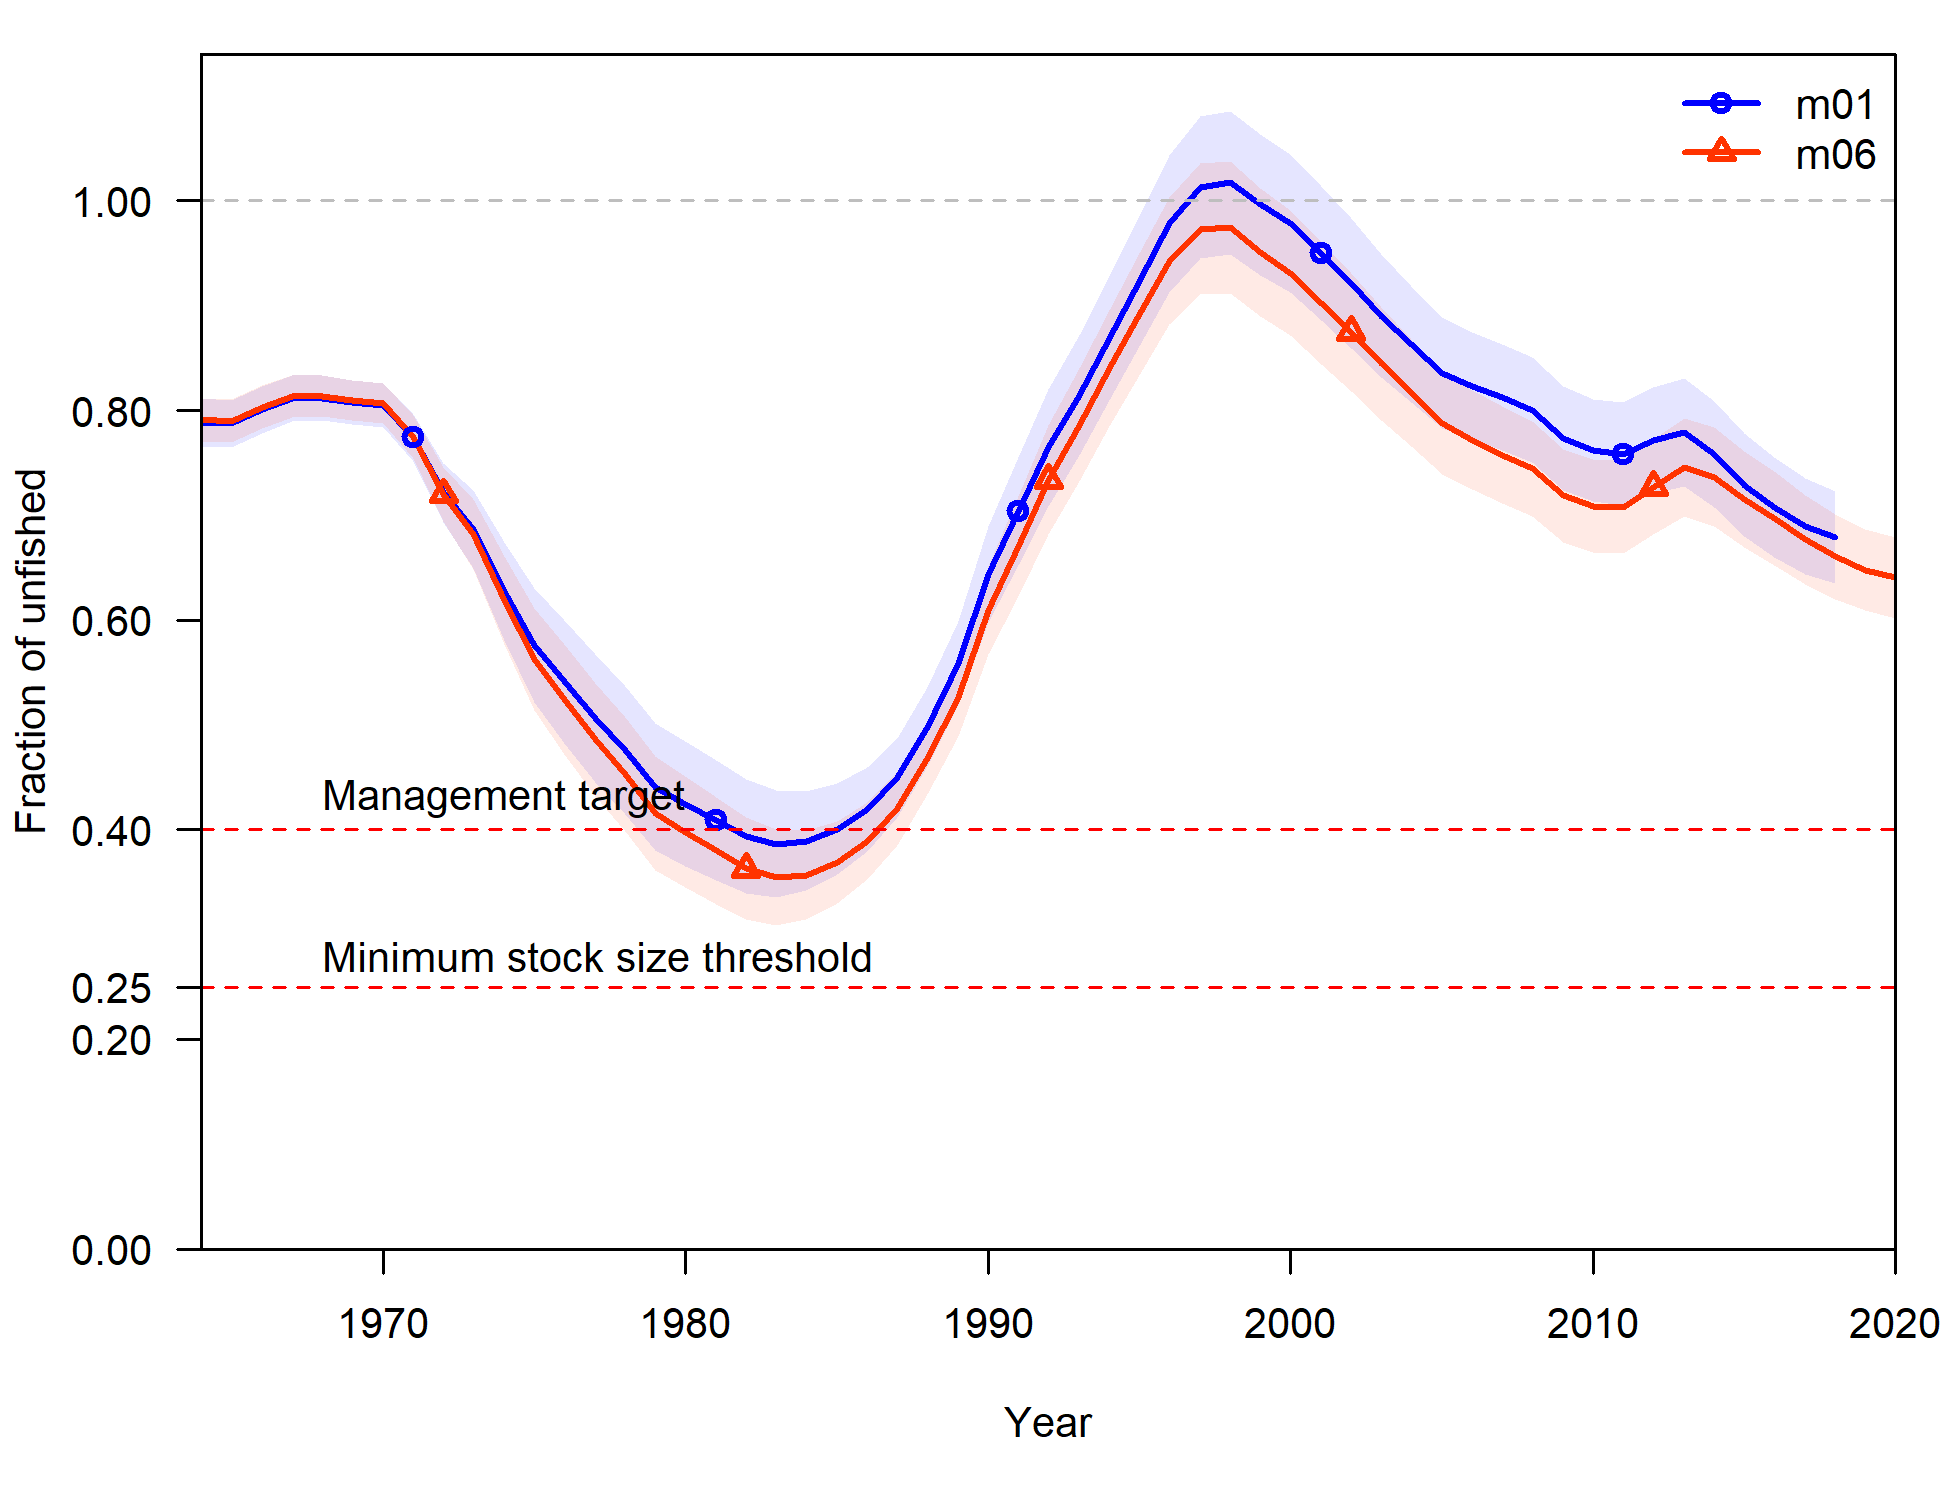 m01
m06
1.00
0.80
0.60
0.40
0.25
0.20
0.00
Fraction of unfished
Management target
Minimum stock size threshold
1970
1980
1990
2000
2010
2020
Year